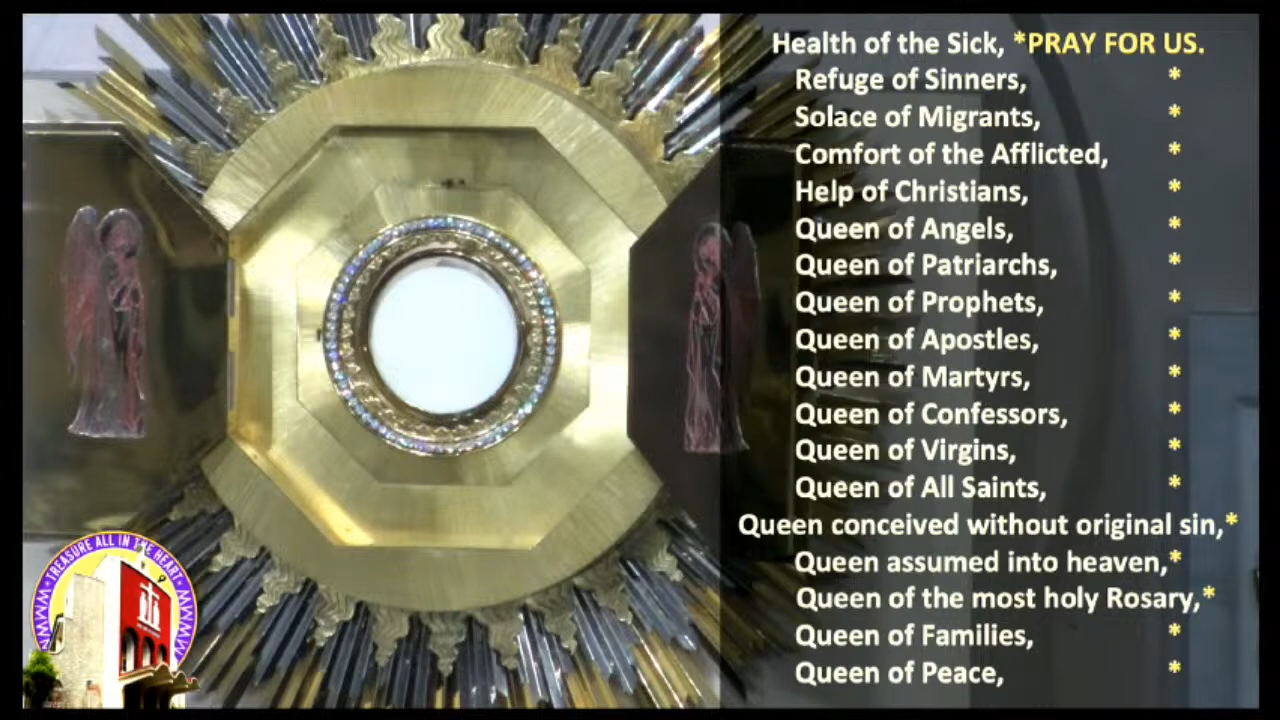 Health of the Sick, *PRAY FOR US.
Refuge of Sinners, *
Solace of Migrants, *
Comfort of the Afflicted, *
Help of Christians, *
Queen of Angels, *
Queen of Patriarchs, *
Queen of Prophets, *
Queen of Apostles, *
Queen of Martyrs, *
Queen of Confessors, *
Queen of Virgins, *
Queen of All Saints, *
Queen conceived without original sin,*
Queen assumed into heaven,*
Queen of the most holy Rosary,*
Queen of Families, *
Queen of Peace, *
TREASURE ALL IN THE HEART